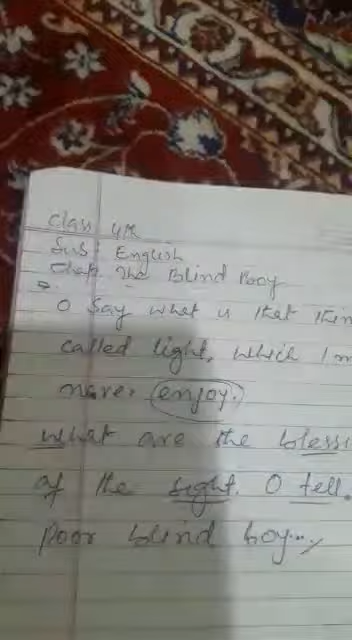 Class 4th
Sub: English
Chap. The Blind Boy
O Say what is that thin
called light, which I m
never enjoy.
what are the blessi
of the sight. O tell.
poor blind boy...